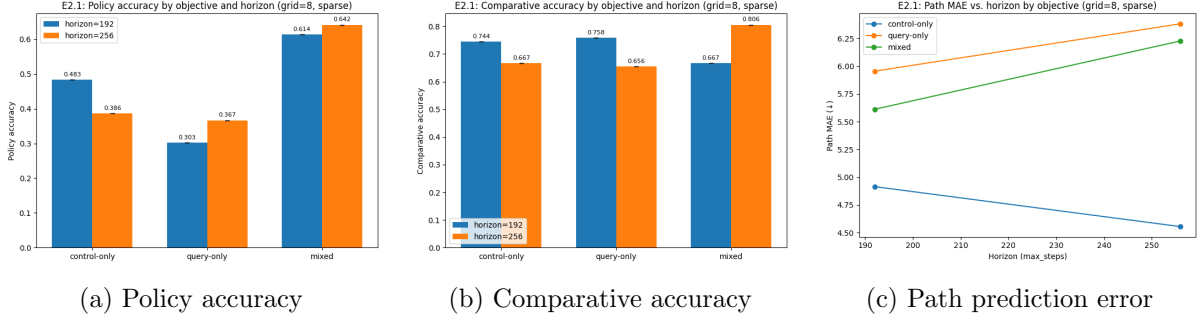 E2.1: Policy accuracy by objective and horizon (grid=8, sparse)
horizon=192
horizon=256
Policy accuracy
0.6
0.5
0.4
0.3
0.2
0.1
0.0
0.483
0.386
0.303
0.367
0.614
0.642
control-only
query-only
mixed
(a) Policy accuracy
E2.1: Comparative accuracy by objective and horizon (grid=8, sparse)
Comparative accuracy
0.8
0.7
0.6
0.5
0.4
0.3
0.2
0.1
0.0
0.744
0.667
0.758
0.656
0.667
0.806
horizon=192
horizon=256
control-only
query-only
mixed
(b) Comparative accuracy
E2.1: Path MAE vs. horizon by objective (grid=8, sparse)
control-only
query-only
mixed
Path MAE (↓)
6.25
6.00
5.75
5.50
5.25
5.00
4.75
4.50
190
200
210
220
230
240
250
Horizon (max_steps)
(c) Path prediction error